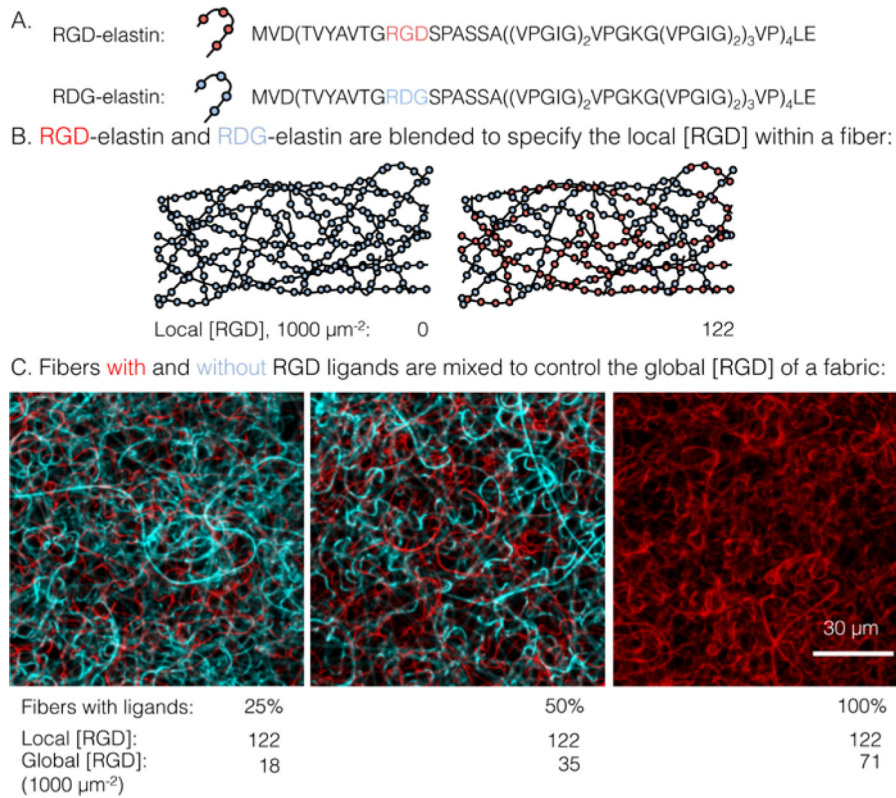 A.
RGD-elastin: MVD(TVYAVTGRGDSPASSA((VPGIG)₂VPGKG(VPGIG)₂)₃VP)₄LE
RDG-elastin: MVD(TVYAVTGRDGSPASSA((VPGIG)₂VPGKG(VPGIG)₂)₃VP)₄LE
B. RGD-elastin and RDG-elastin are blended to specify the local [RGD] within a fiber:
Local [RGD], 1000 µm⁻²: 0 122
C. Fibers with and without RGD ligands are mixed to control the global [RGD] of a fabric:
30 µm
Fibers with ligands: 25% 50% 100%
Local [RGD]: 122 122 122
Global [RGD]: 18 35 71
(1000 µm⁻²)